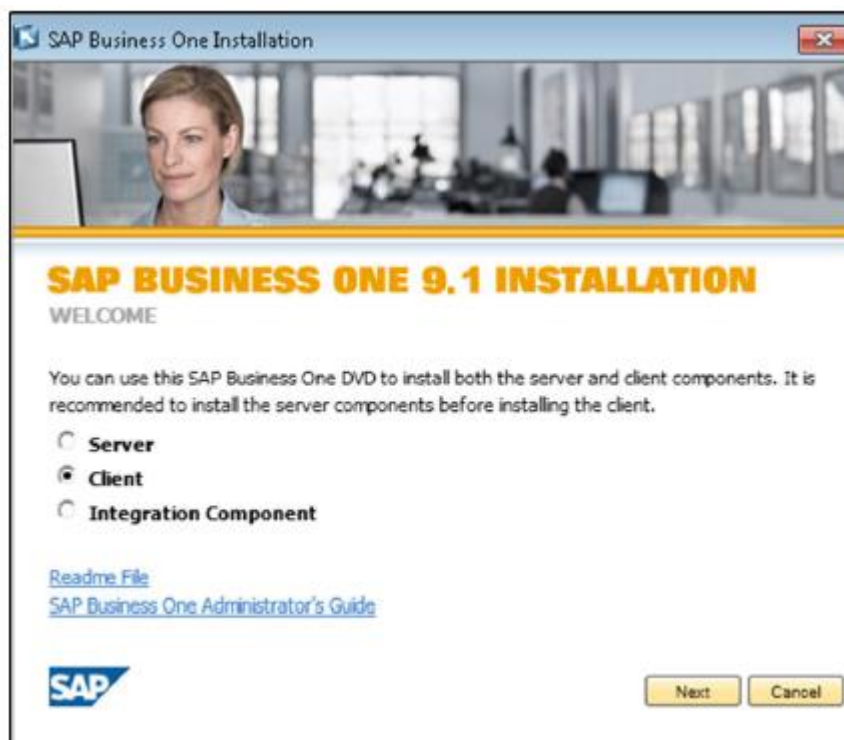 SAP Business One Installation
SAP BUSINESS ONE 9.1 INSTALLATION
WELCOME
You can use this SAP Business One DVD to install both the server and client components. It is
recommended to install the server components before installing the client.
Server
Client
Integration Component
Readme File
SAP Business One Administrator's Guide
SAP
Next
Cancel